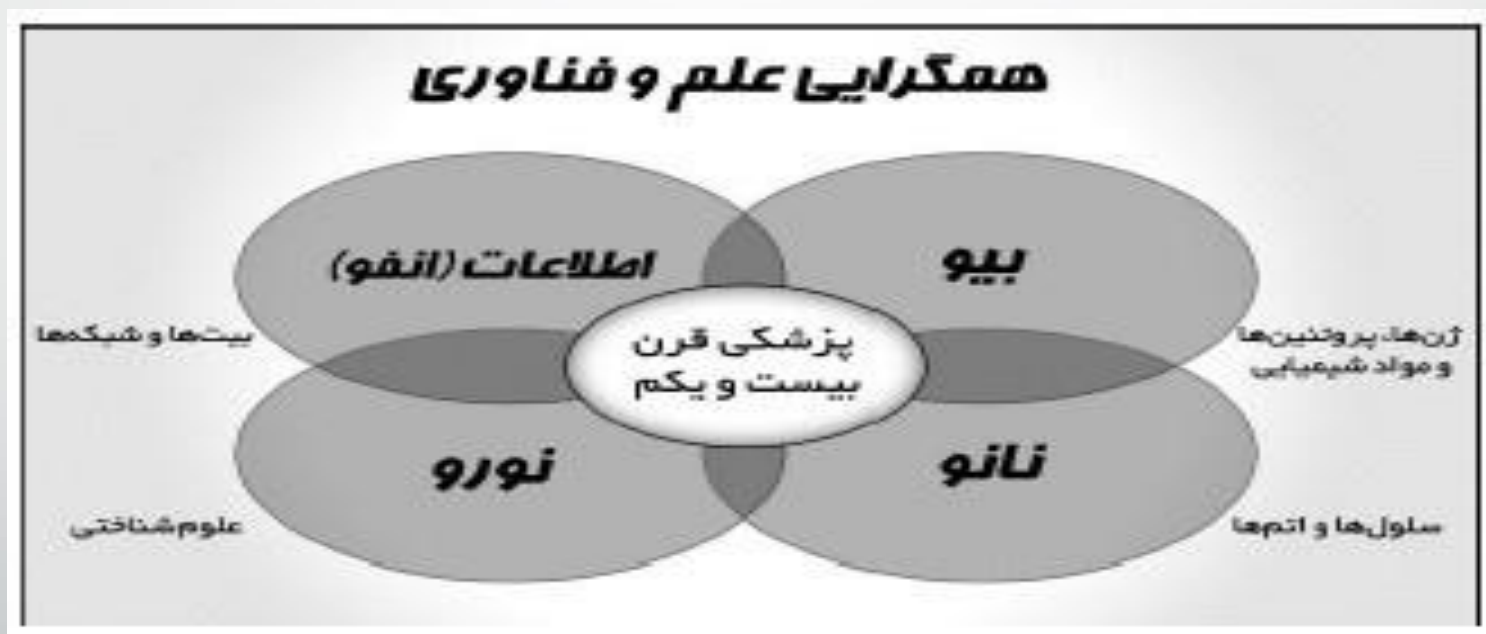 همگرایی علم و فناوری
بیو
اطلاعات (انفو)
ژن‌ها، پروتئین‌ها
و مواد شیمیایی
پزشکی قرن
بیست و یکم
بیت‌ها و شبکه‌ها
نانو
نورو
سلول‌ها و اتم‌ها
علوم شناختی